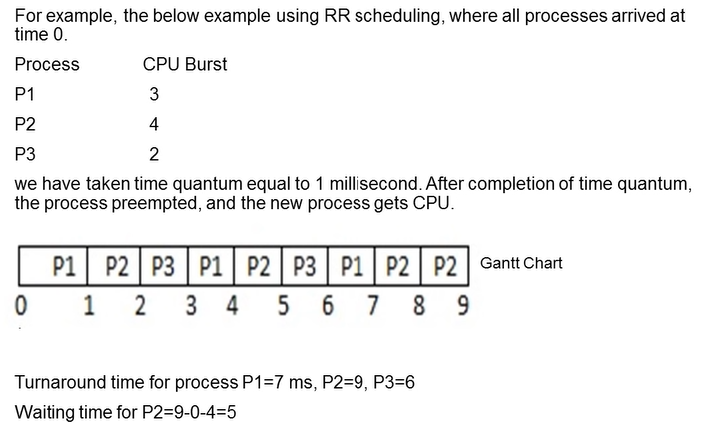 For example, the below example using RR scheduling, where all processes arrived at
time 0.
Process CPU Burst
P1 3
P2 4
P3 2
we have taken time quantum equal to 1 millisecond. After completion of time quantum,
the process preempted, and the new process gets CPU.
P1 P2 P3 P1 P2 P3 P1 P2 P2 Gantt Chart
0 1 2 3 4 5 6 7 8 9
Turnaround time for process P1=7 ms, P2=9, P3=6
Waiting time for P2=9-0-4=5